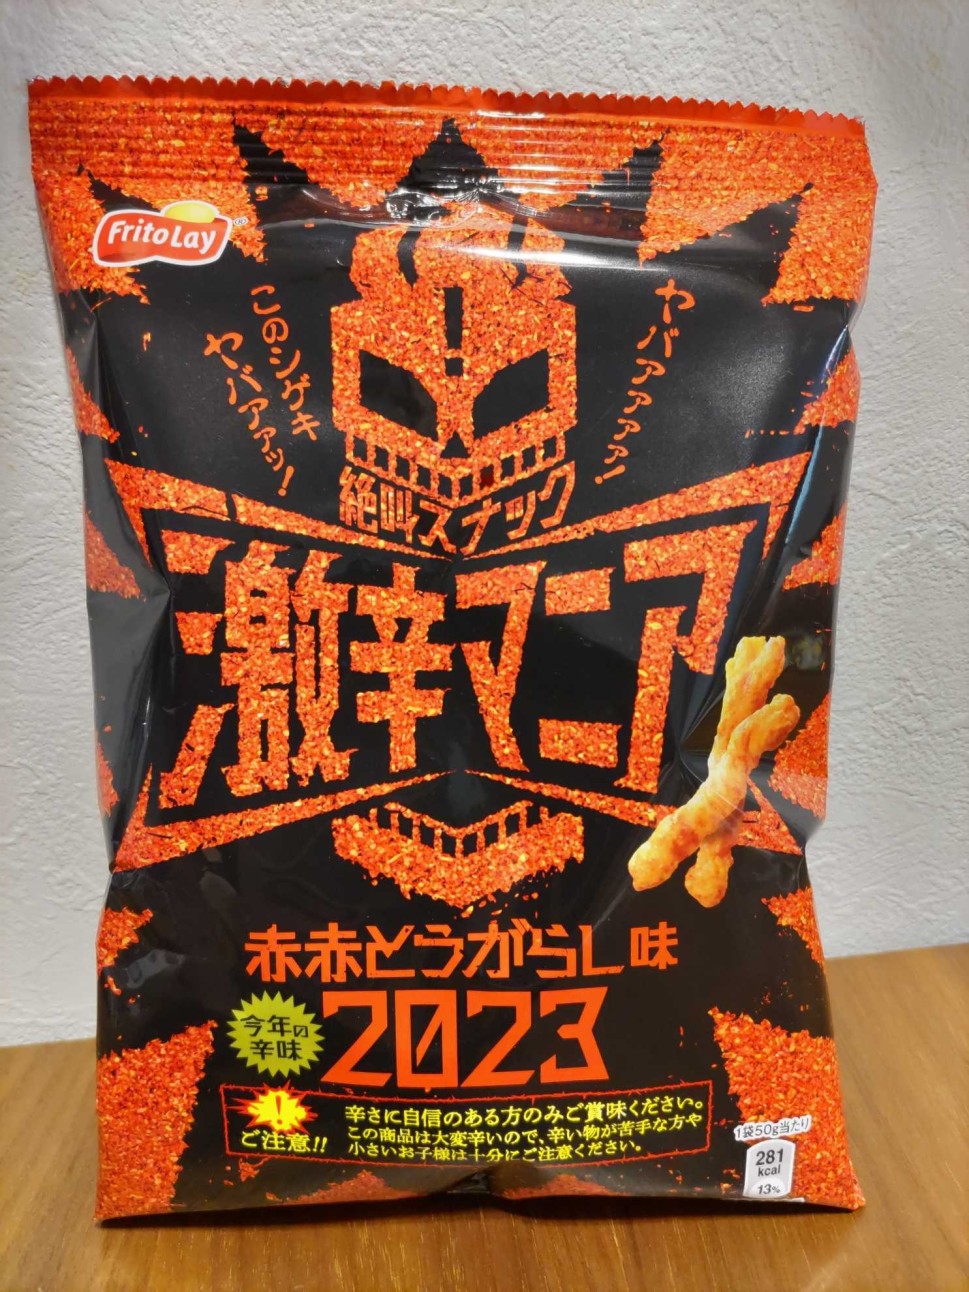 FritoLay
このシゲキ
ヤバアアッ!
ヤバァァァァ!
絶叫スナック
激辛マニア
赤赤とうがらし味
2023
今年の
辛味
!
ご注意!!
辛さに自信のある方のみご賞味ください。
この商品は大変辛いので、辛い物が苦手な方や
小さいお子様は十分にご注意ください。
1袋50g当たり
281
kcal
13%